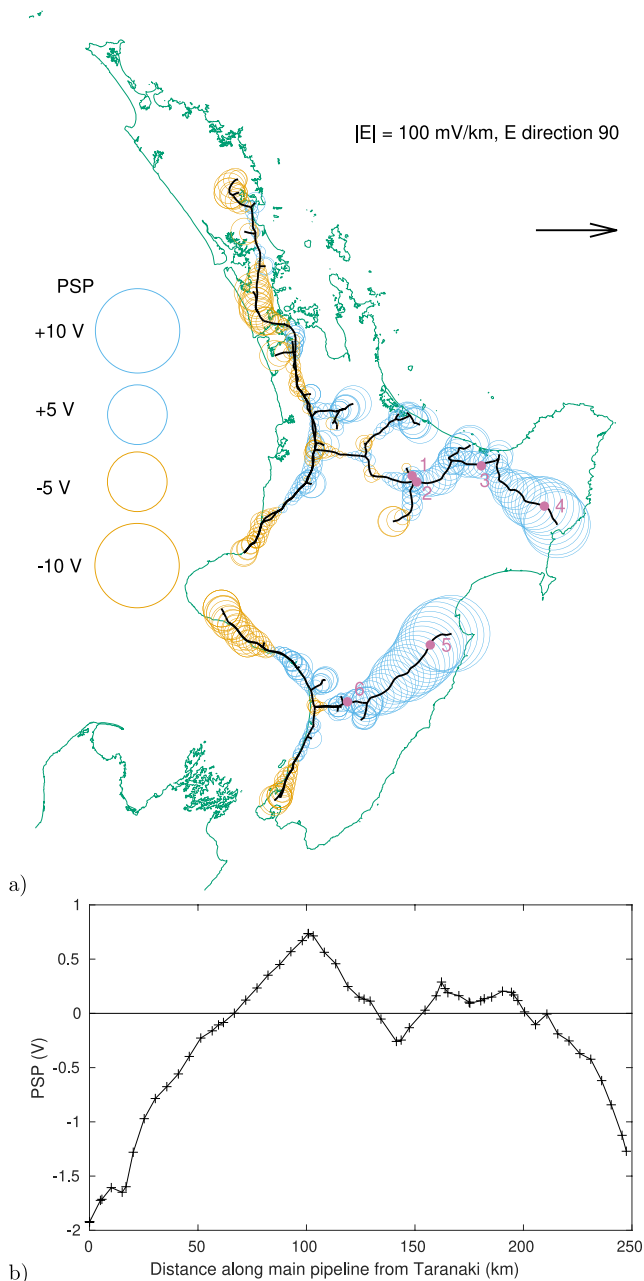 |E| = 100 mV/km, E direction 90
PSP
+10 V
+5 V
-5 V
-10 V
1
2
3
4
5
6
a)
1
0.5
0
-0.5
-1
-1.5
-2
PSP (V)
0
50
100
150
200
250
Distance along main pipeline from Taranaki (km)
b)